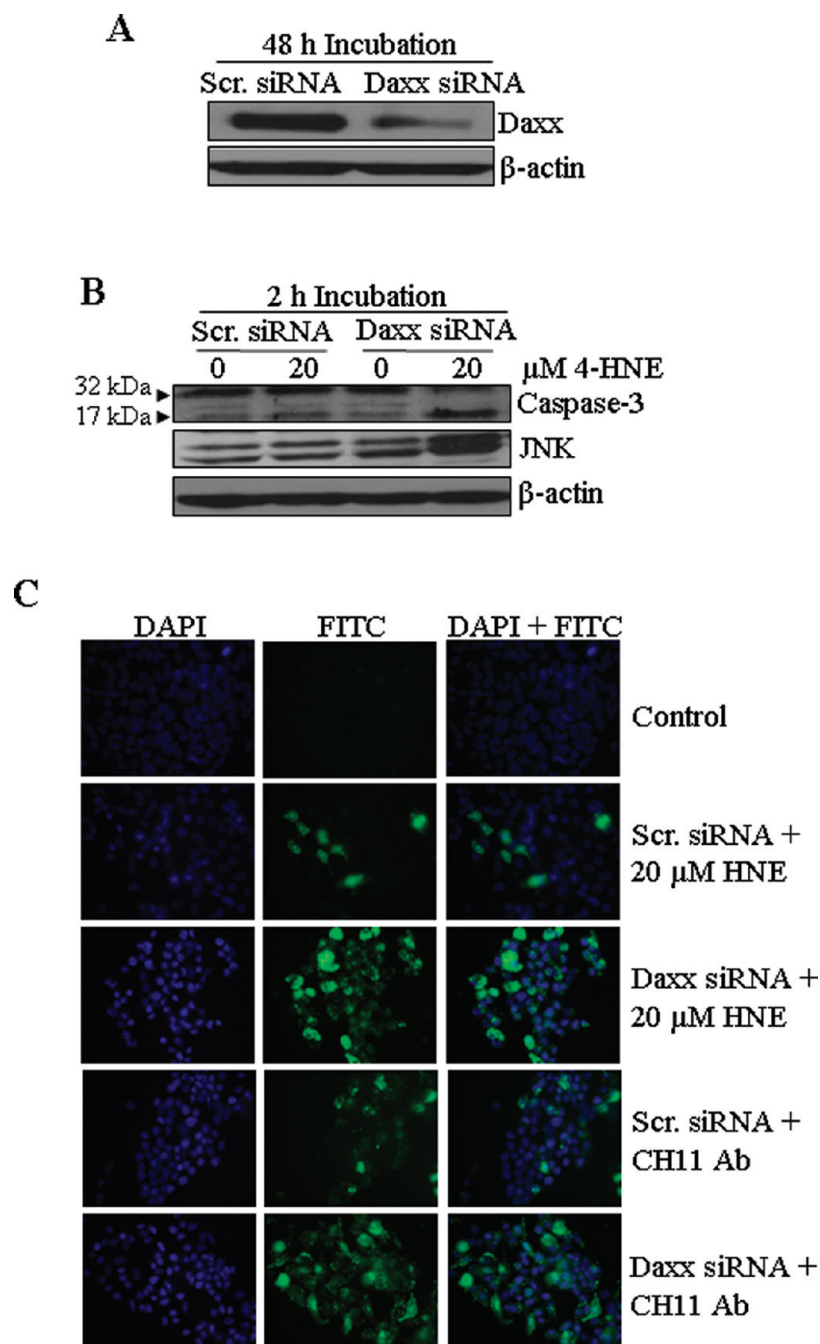 A
48 h Incubation
Scr. siRNA Daxx siRNA
Daxx
β-actin
B
2 h Incubation
Scr. siRNA Daxx siRNA
0 20 0 20 μM 4-HNE
32 kDa
Caspase-3
17 kDa
JNK
β-actin
C
DAPI FITC DAPI + FITC
Control
Scr. siRNA +
20 μM HNE
Daxx siRNA +
20 μM HNE
Scr. siRNA +
CH11 Ab
Daxx siRNA +
CH11 Ab